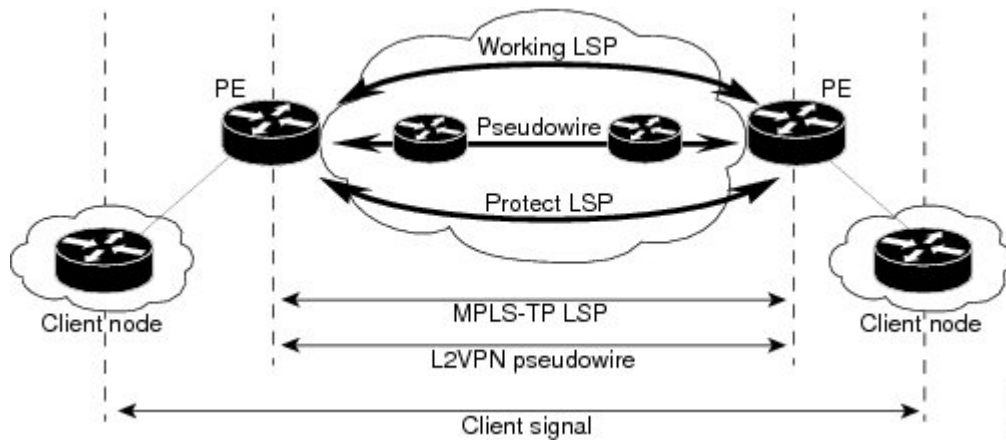 Working LSP
PE
PE
Pseudowire
Protect LSP
Client node
Client node
MPLS-TP LSP
L2VPN pseudowire
Client signal